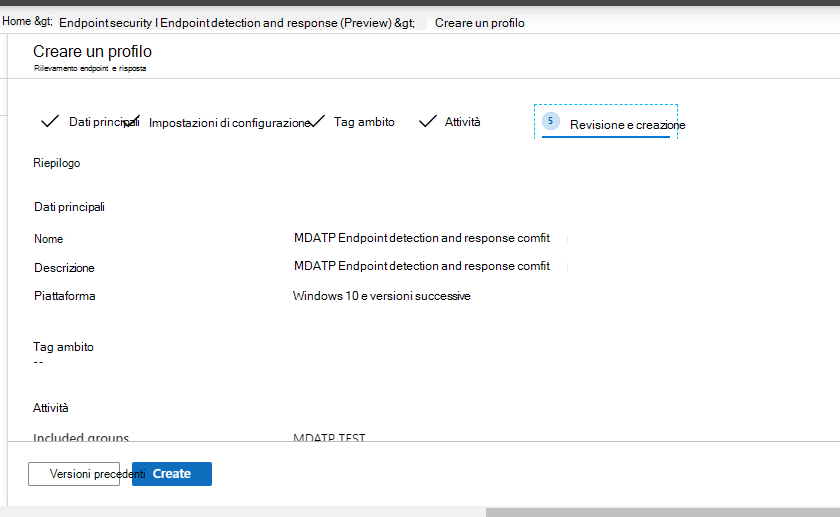 Home &gt; Endpoint security I Endpoint detection and response (Preview) &gt; Creare un profilo
Creare un profilo
Rilevamento endpoint e risposta
Dati principali Impostazioni di configurazione Tag ambito Attività 5 Revisione e creazione
Riepilogo
Dati principali
Nome MDATP Endpoint detection and response comfit
Descrizione MDATP Endpoint detection and response comfit
Piattaforma Windows 10 e versioni successive
Tag ambito
--
Attività
Included groups MDATP TEST
Versioni precedenti Create